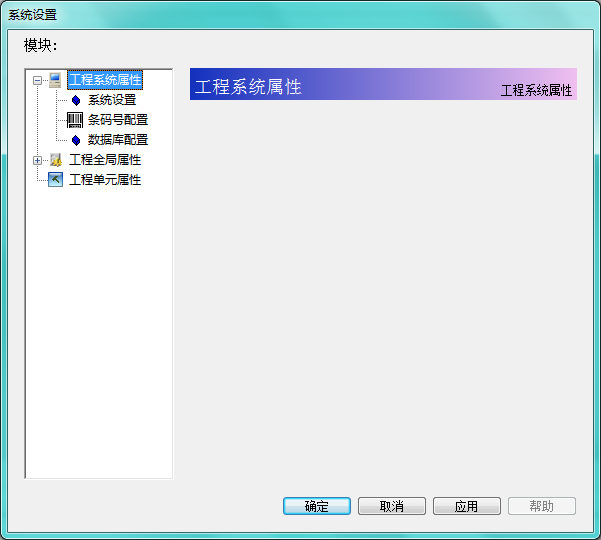 系统设置
模块:
工程系统属性
系统设置
条码号配置
数据库配置
工程全局属性
工程单元属性
工程系统属性
工程系统属性
确定
取消
应用
帮助